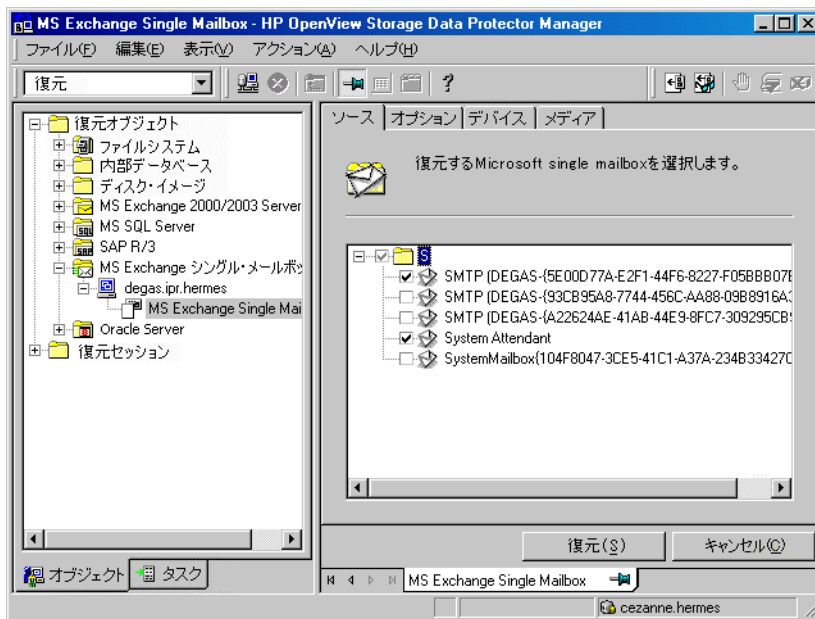 MS Exchange Single Mailbox - HP OpenView Storage Data Protector Manager
ファイル(F) 編集(E) 表示(V) アクション(A) ヘルプ(H)
復元
ソース オプション デバイス メディア
復元するMicrosoft single mailboxを選択します。
復元オブジェクト
ファイルシステム
内部データベース
ディスク・イメージ
MS Exchange 2000/2003 Server
MS SQL Server
SAP R/3
MS Exchange シングル・メールボッ
degas.ipr.hermes
MS Exchange Single Mai
Oracle Server
復元セッション
S
SMTP (DEGAS-{5E00D77A-E2F1-44F6-8227-F05BBB07E
SMTP (DEGAS-{93CB95A8-7744-456C-AA88-09B8916A
SMTP (DEGAS-{A22624AE-41AB-44E9-8FC7-309295CB
System Attendant
SystemMailbox{104F8047-3CE5-41C1-A37A-234B334270
復元(S) キャンセル(C)
オブジェクト タスク
MS Exchange Single Mailbox
cezanne.hermes